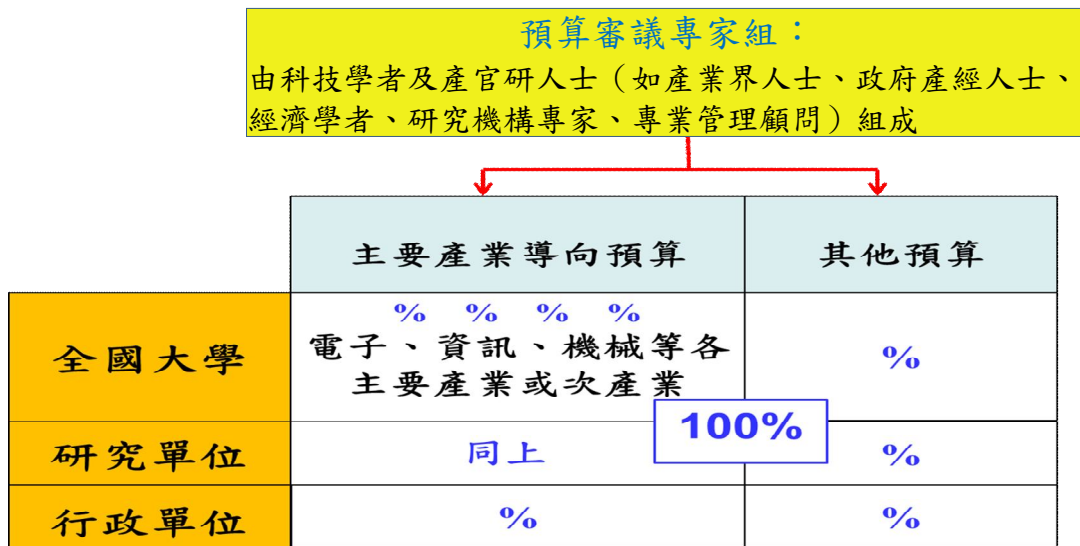 預算審議專家組：
由科技學者及產官研人士（如產業界人士、政府產經人士、
經濟學者、研究機構專家、專業管理顧問）組成
主要產業導向預算
其他預算
全國大學
% % % %
電子、資訊、機械等各
主要產業或次產業
%
100%
研究單位
同上
%
行政單位
%
%